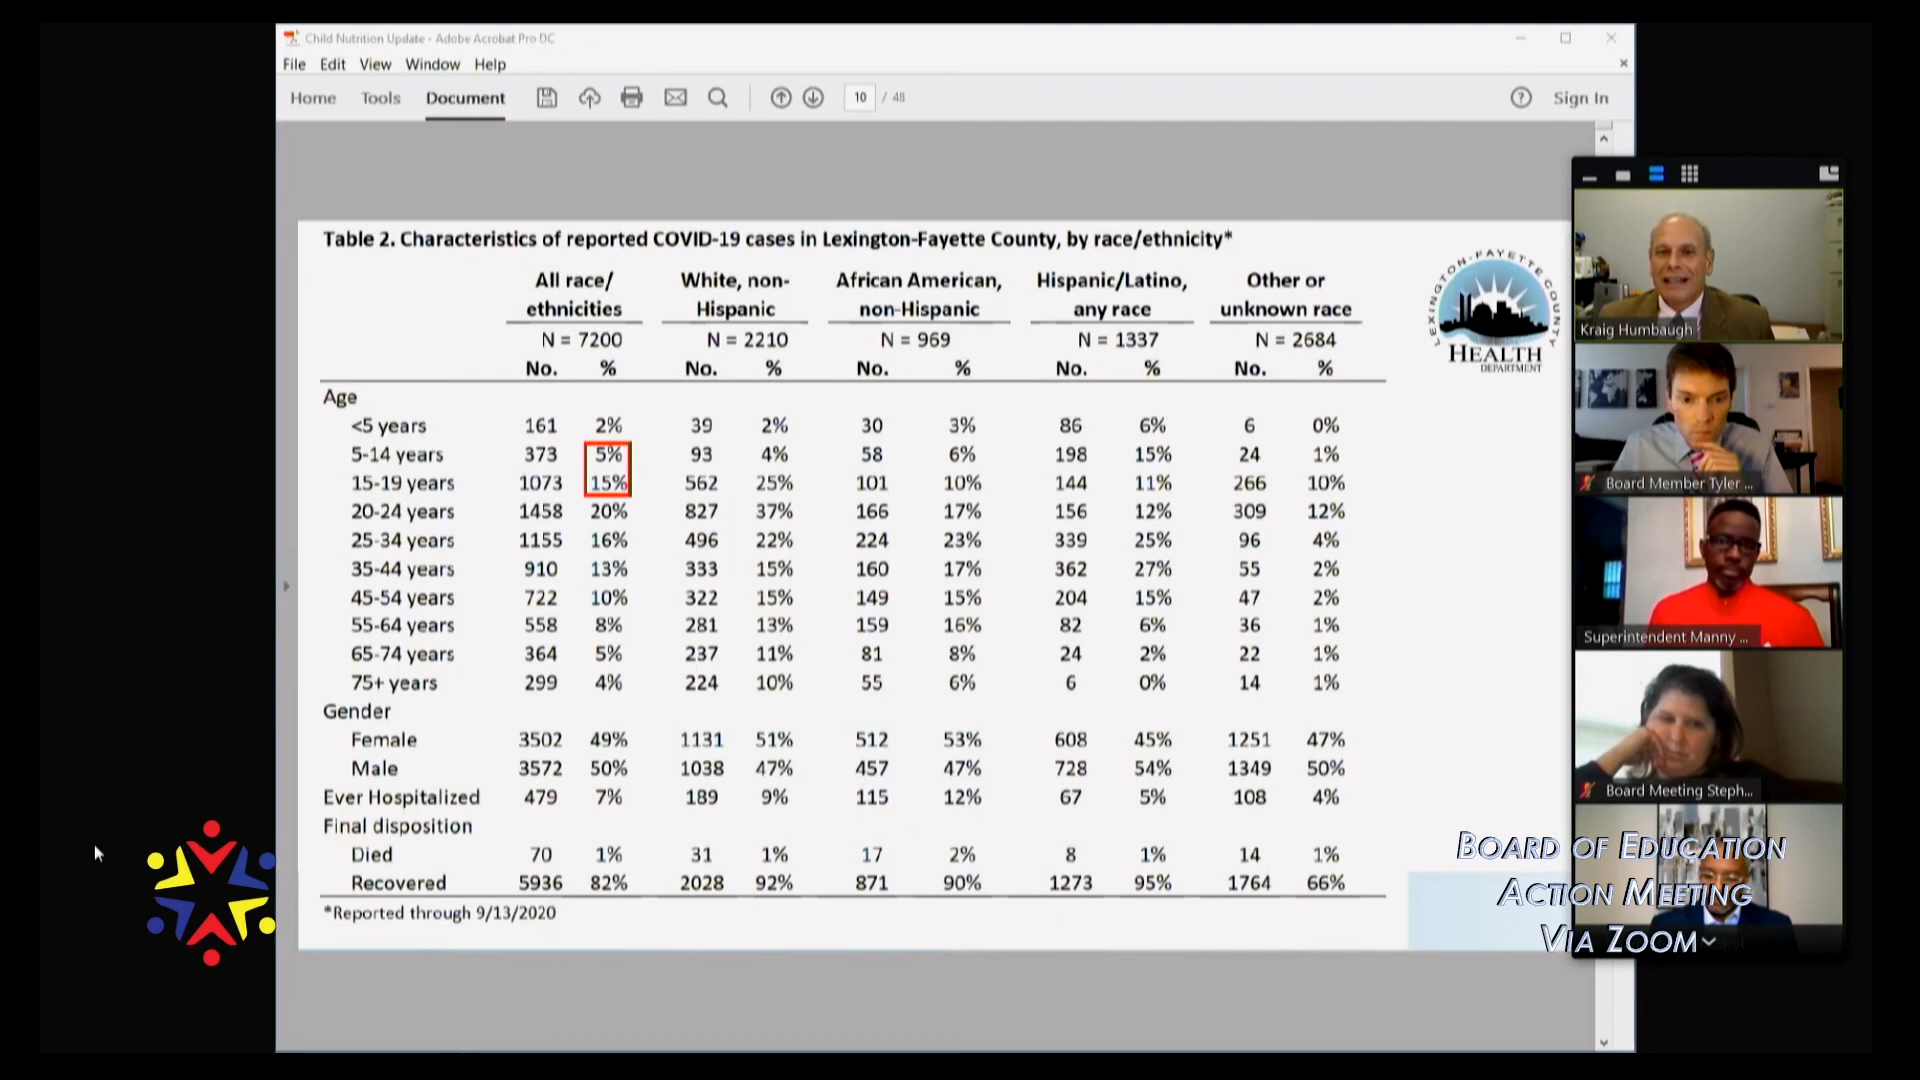 Child Nutrition Update - Adobe Acrobat Pro DC
File Edit View Window Help
Home Tools Document 10 / 48 Sign In
Table 2. Characteristics of reported COVID-19 cases in Lexington-Fayette County, by race/ethnicity*
All race/ White, non- African American, Hispanic/Latino, Other or
ethnicities Hispanic non-Hispanic any race unknown race
N = 7200 N = 2210 N = 969 N = 1337 N = 2684
No. % No. % No. % No. % No. %
Age
<5 years 161 2% 39 2% 30 3% 86 6% 6 0%
5-14 years 373 5% 93 4% 58 6% 198 15% 24 1%
15-19 years 1073 15% 562 25% 101 10% 144 11% 266 10%
20-24 years 1458 20% 827 37% 166 17% 156 12% 309 12%
25-34 years 1155 16% 496 22% 224 23% 339 25% 96 4%
35-44 years 910 13% 333 15% 160 17% 362 27% 55 2%
45-54 years 722 10% 322 15% 149 15% 204 15% 47 2%
55-64 years 558 8% 281 13% 159 16% 82 6% 36 1%
65-74 years 364 5% 237 11% 81 8% 24 2% 22 1%
75+ years 299 4% 224 10% 55 6% 6 0% 14 1%
Gender
Female 3502 49% 1131 51% 512 53% 608 45% 1251 47%
Male 3572 50% 1038 47% 457 47% 728 54% 1349 50%
Ever Hospitalized 479 7% 189 9% 115 12% 67 5% 108 4%
Final disposition
Died 70 1% 31 1% 17 2% 8 1% 14 1%
Recovered 5936 82% 2028 92% 871 90% 1273 95% 1764 66%
*Reported through 9/13/2020
LEXINGTON-FAYETTE COUNTY
HEALTH
DEPARTMENT
Kraig Humbaugh
Board Member Tyler ...
Superintendent Manny ...
Board Meeting Steph...
BOARD OF EDUCATION
ACTION MEETING
VIA ZOOM